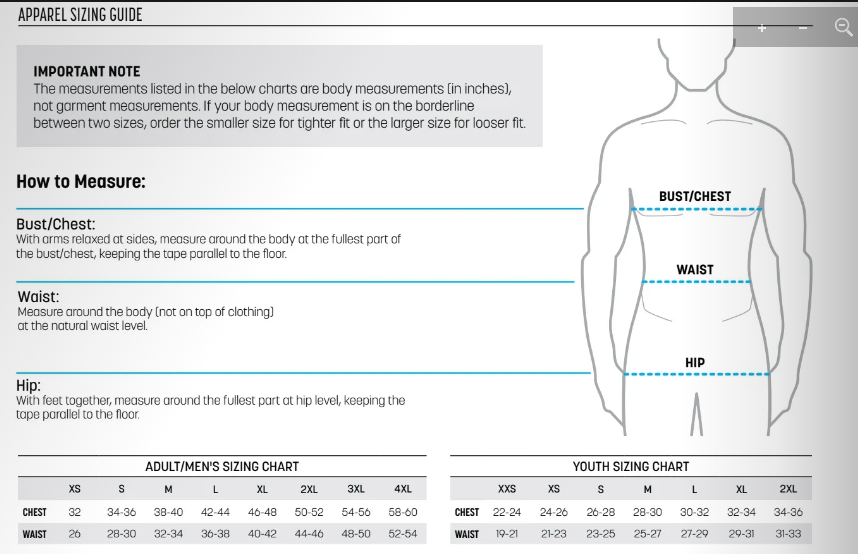 APPAREL SIZING GUIDE
IMPORTANT NOTE
The measurements listed in the below charts are body measurements (in inches),
not garment measurements. If your body measurement is on the borderline
between two sizes, order the smaller size for tighter fit or the larger size for looser fit.
How to Measure:
Bust/Chest:
With arms relaxed at sides, measure around the body at the fullest part of
the bust/chest, keeping the tape parallel to the floor.
Waist:
Measure around the body (not on top of clothing)
at the natural waist level.
Hip:
With feet together, measure around the fullest part at hip level, keeping the
tape parallel to the floor.
BUST/CHEST
WAIST
HIP
ADULT/MEN'S SIZING CHART
XS S M L XL 2XL 3XL 4XL
CHEST 32 34-36 38-40 42-44 46-48 50-52 54-56 58-60
WAIST 26 28-30 32-34 36-38 40-42 44-46 48-50 52-54
YOUTH SIZING CHART
XXS XS S M L XL 2XL
CHEST 22-24 24-26 26-28 28-30 30-32 32-34 34-36
WAIST 19-21 21-23 23-25 25-27 27-29 29-31 31-33